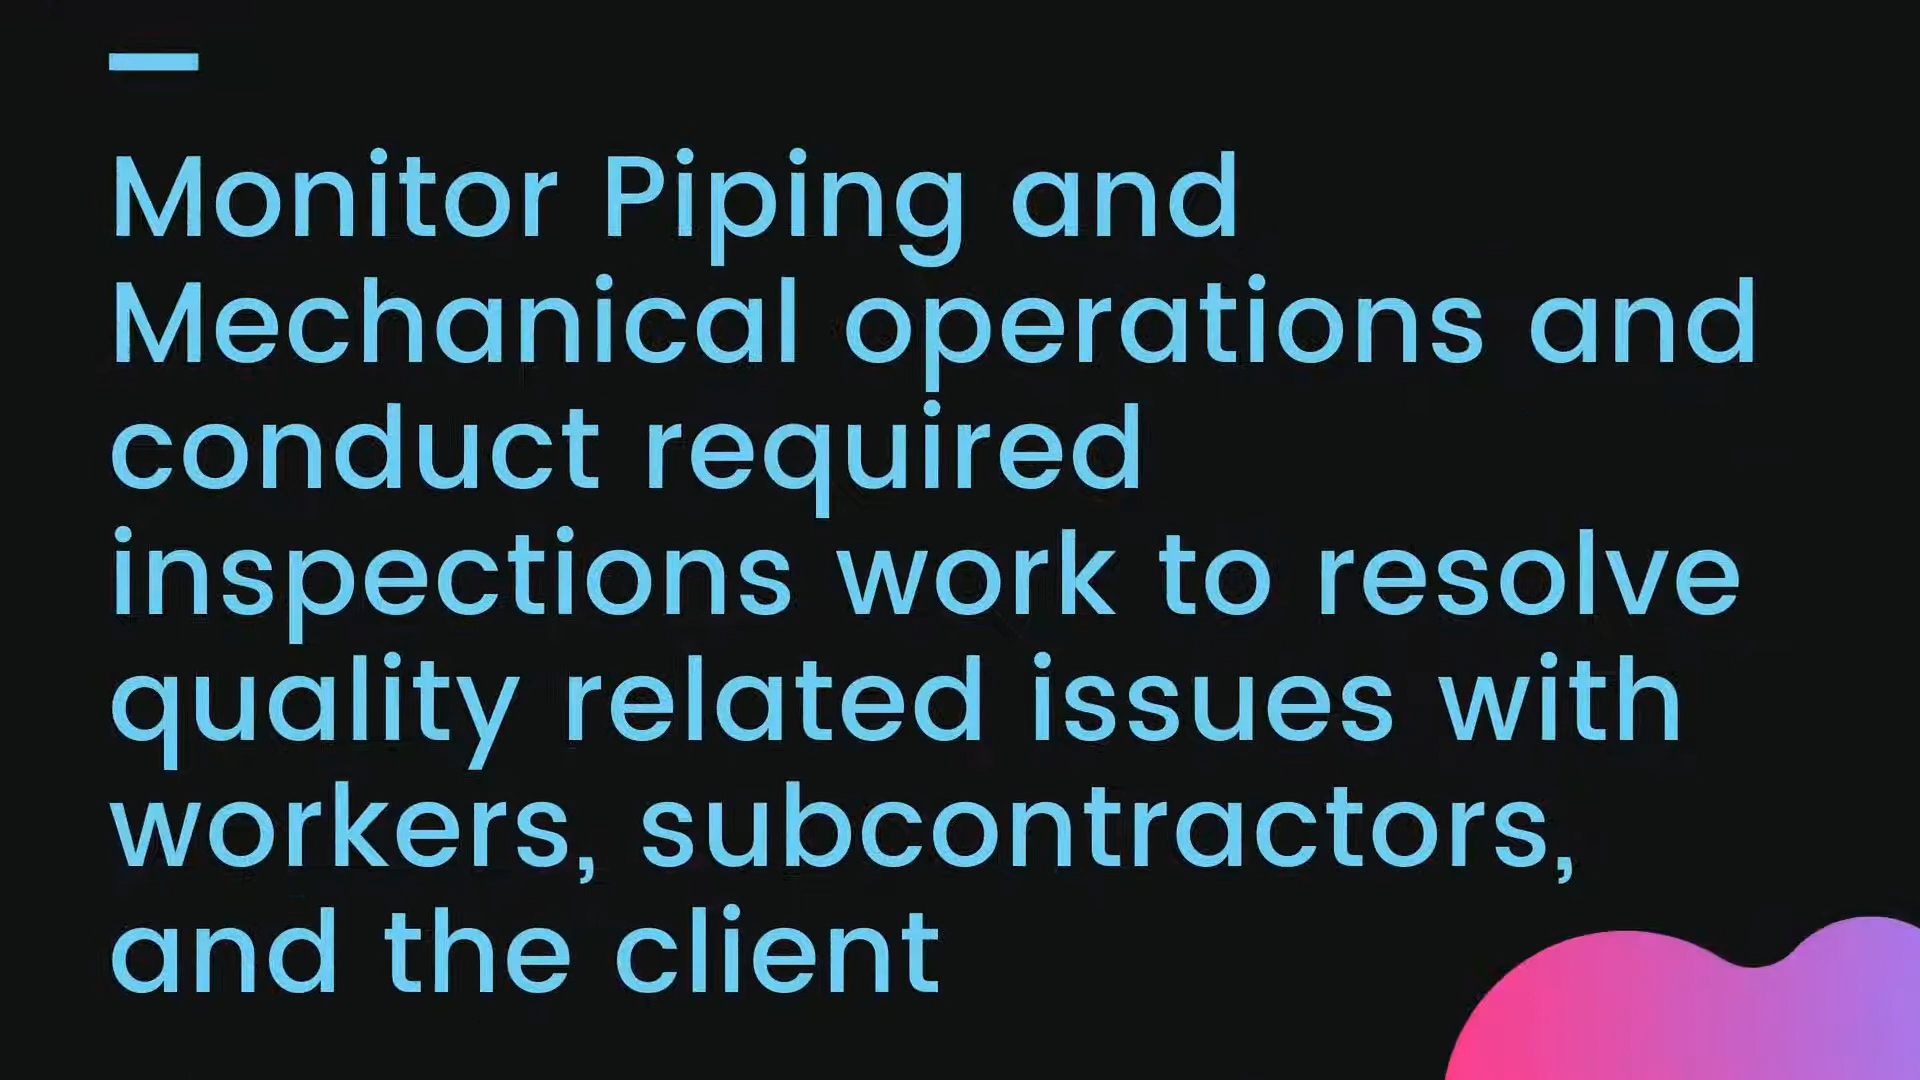 Monitor Piping and
Mechanical operations and
conduct required
inspections work to resolve
quality related issues with
workers, subcontractors,
and the client